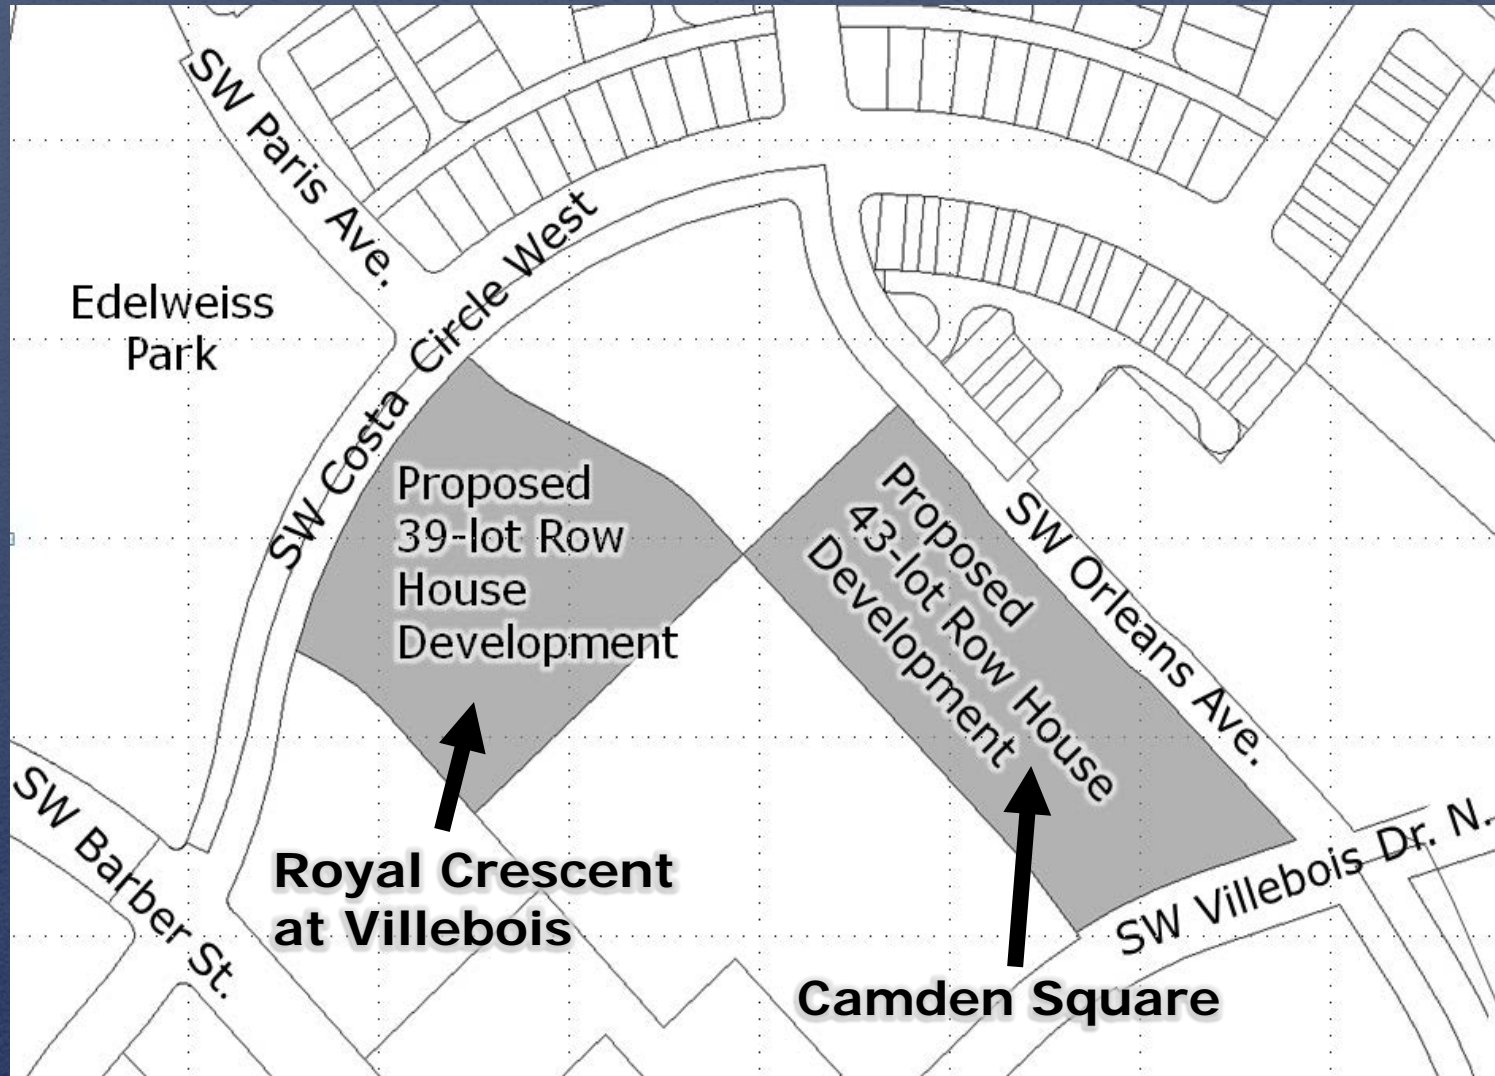 SW Paris Ave.
Edelweiss
Park
SW Costa Circle West
Proposed
39-lot Row
House
Development
Proposed
43-lot Row House
Development
SW Orleans Ave.
SW Barber St.
Royal Crescent
at Villebois
SW Villebois Dr. N.
Camden Square